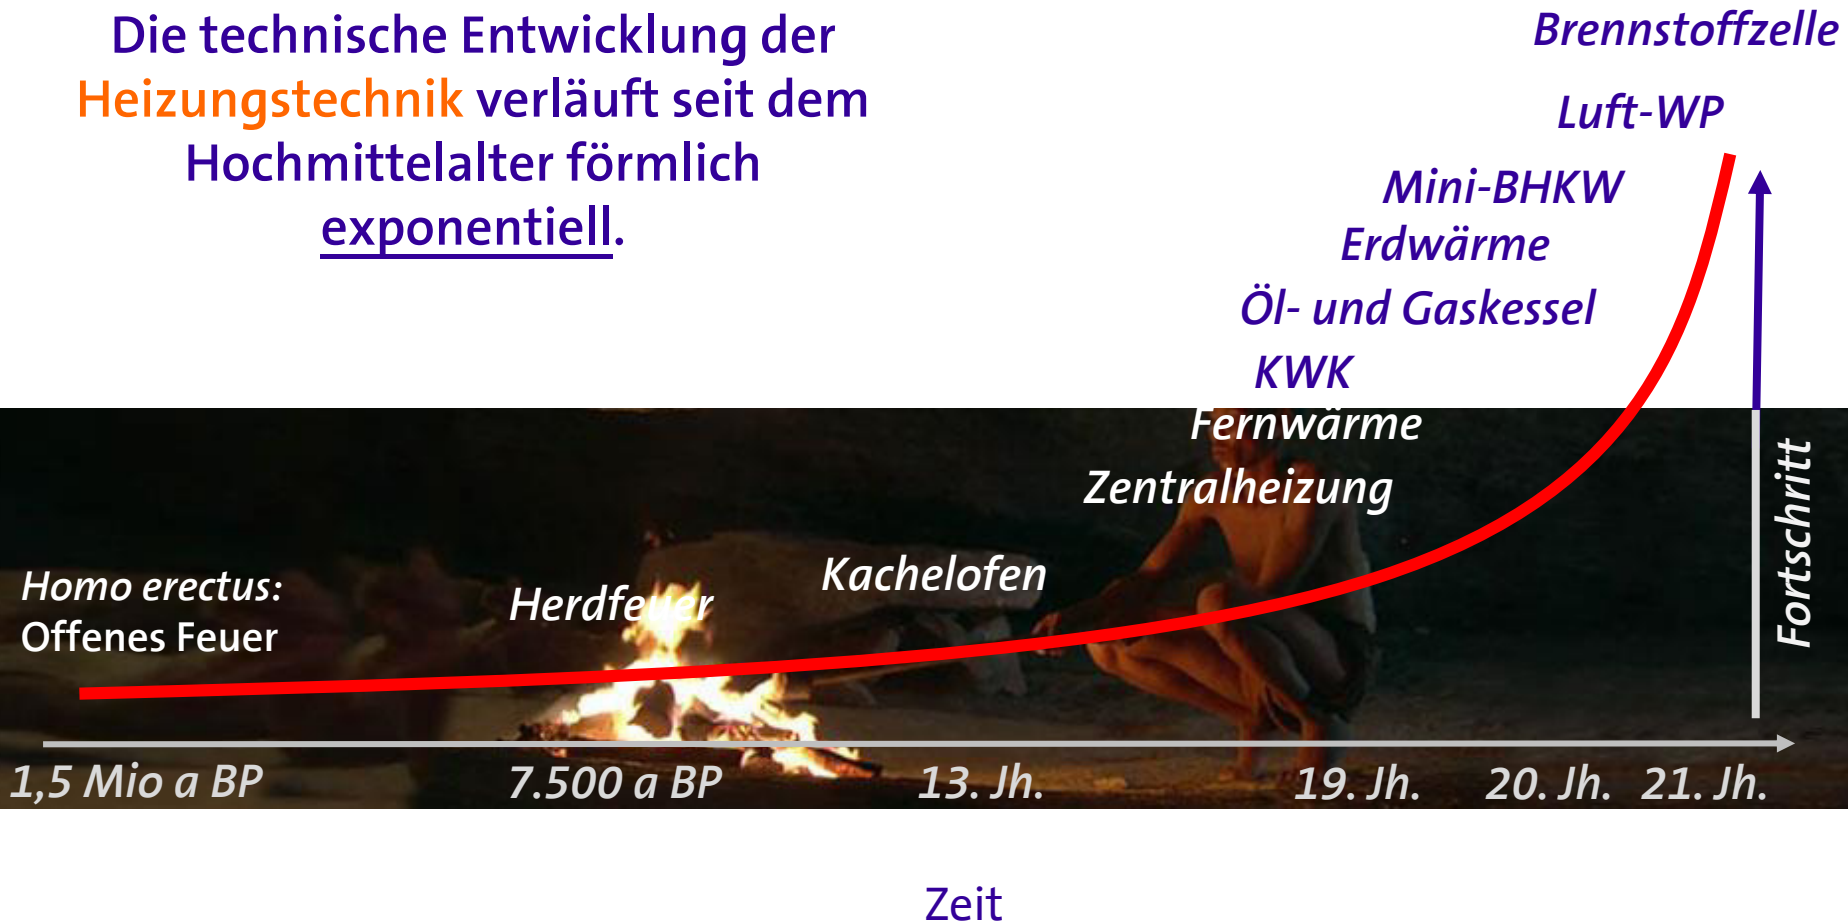 Die technische Entwicklung der
Heizungstechnik verläuft seit dem
Hochmittelalter förmlich
exponentiell.
Brennstoffzelle
Luft-WP
Mini-BHKW
Erdwärme
Öl- und Gaskessel
KWK
Fernwärme
Zentralheizung
Kachelofen
Herdfeuer
Homo erectus:
Offenes Feuer
Fortschritt
1,5 Mio a BP
7.500 a BP
13. Jh.
19. Jh.
20. Jh.
21. Jh.
Zeit